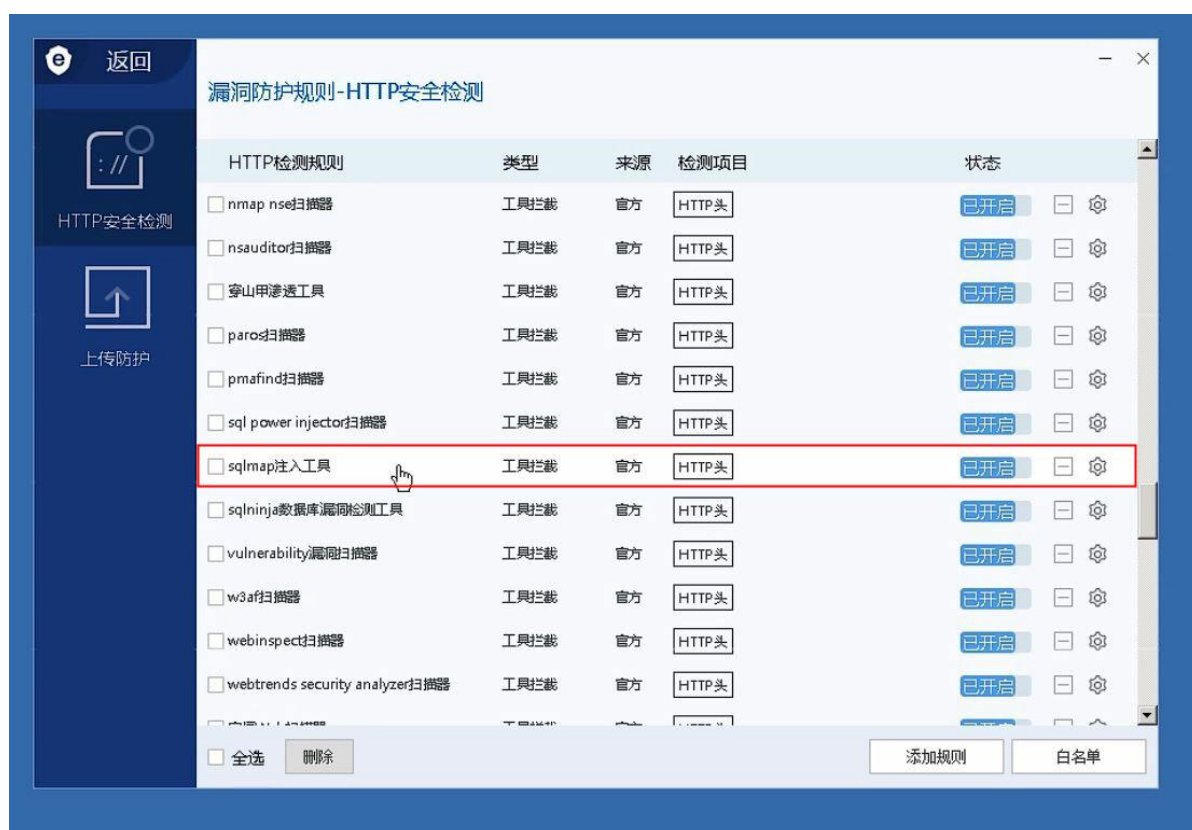 e 返回
漏洞防护规则-HTTP安全检测
HTTP检测规则 类型 来源 检测项目 状态
:// 
HTTP安全检测
上传防护
nmap nse扫描器 工具拦截 官方 HTTP头 已开启
nsauditor扫描器 工具拦截 官方 HTTP头 已开启
穿山甲渗透工具 工具拦截 官方 HTTP头 已开启
paros扫描器 工具拦截 官方 HTTP头 已开启
pmafind扫描器 工具拦截 官方 HTTP头 已开启
sql power injector扫描器 工具拦截 官方 HTTP头 已开启
sqlmap注入工具 工具拦截 官方 HTTP头 已开启
sqlninja数据库漏洞检测工具 工具拦截 官方 HTTP头 已开启
vulnerability漏洞扫描器 工具拦截 官方 HTTP头 已开启
w3af扫描器 工具拦截 官方 HTTP头 已开启
webinspect扫描器 工具拦截 官方 HTTP头 已开启
webtrends security analyzer扫描器 工具拦截 官方 HTTP头 已开启
全选 删除 添加规则 白名单